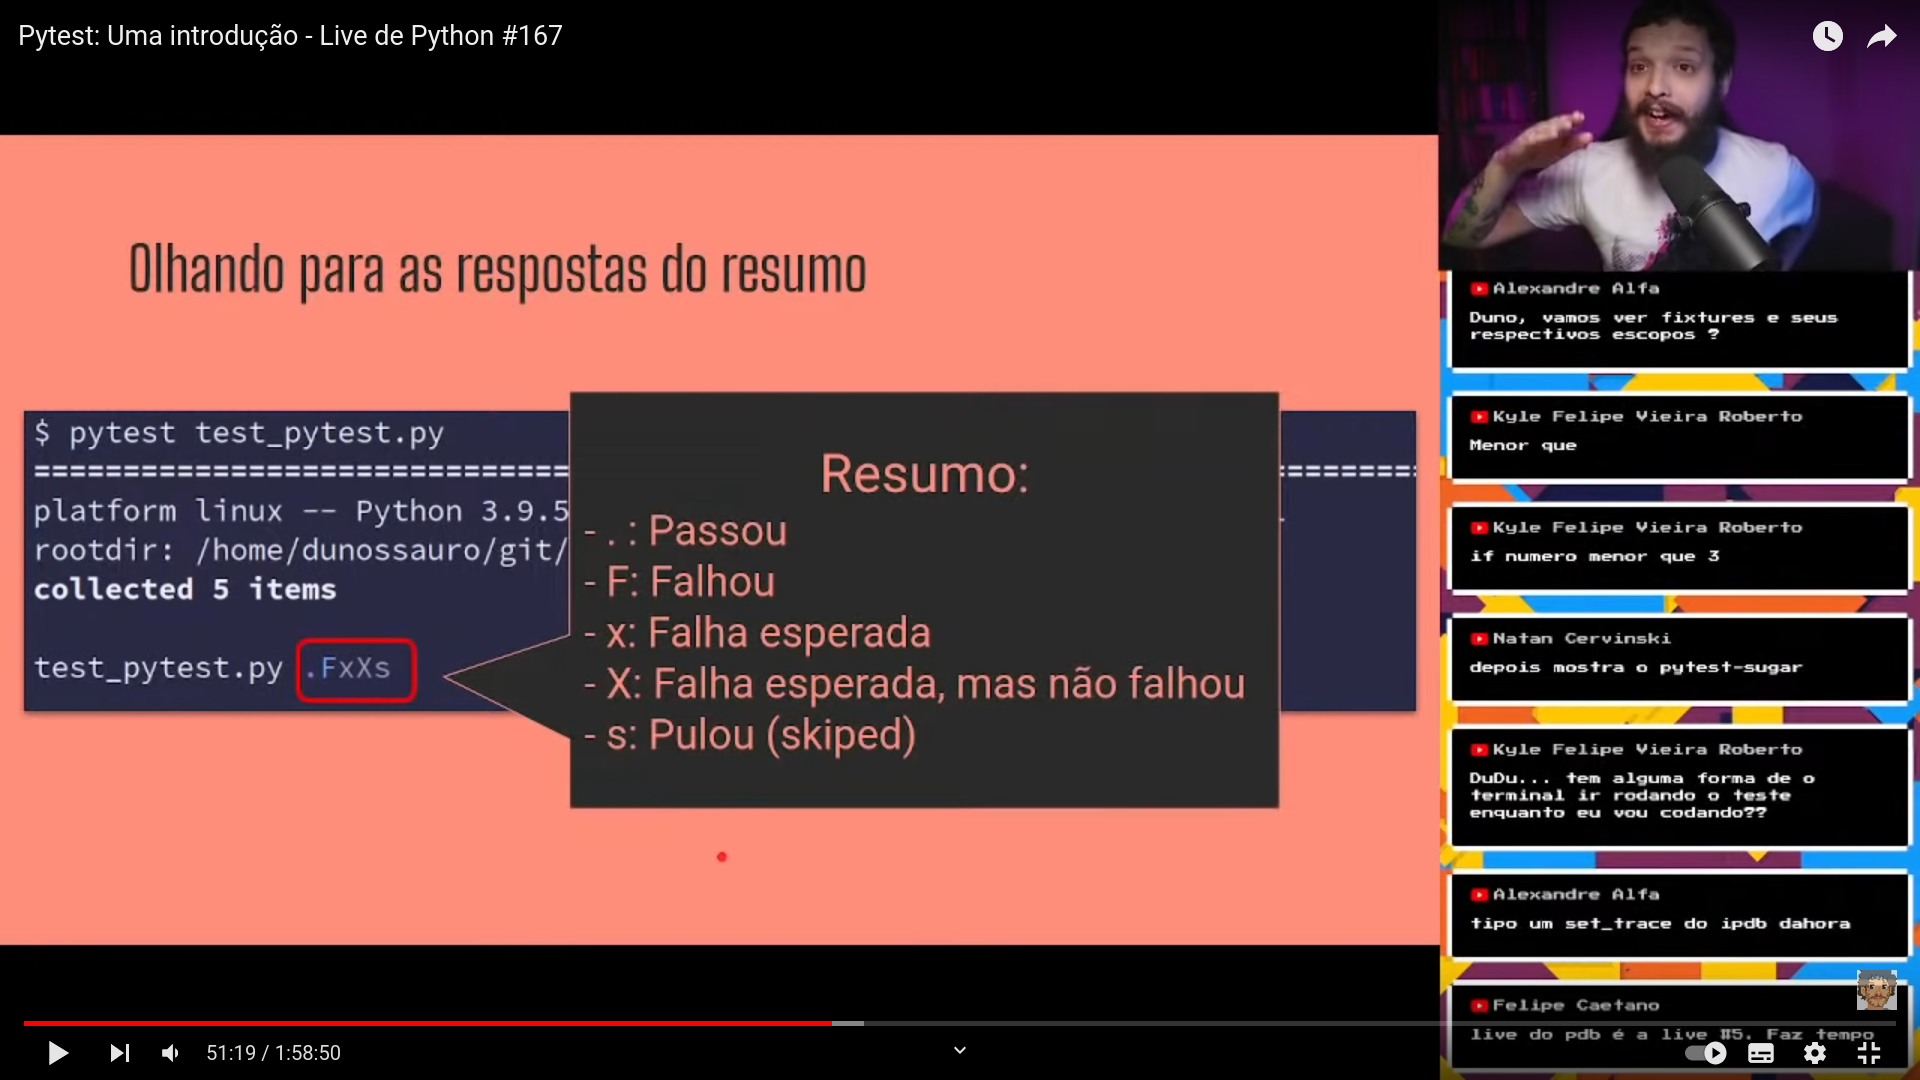 Pytest: Uma introdução - Live de Python #167
Olhando para as respostas do resumo
$ pytest test_pytest.py
platform linux -- Python 3.9.5
rootdir: /home/dunossauro/git/
collected 5 items
test_pytest.py .FxXs
Resumo:
- . : Passou
- F: Falhou
- x: Falha esperada
- X: Falha esperada, mas não falhou
- s: Pulou (skiped)
Alexandre Alfa
Duno, vamos ver fixtures e seus
respectivos escopos ?
Kyle Felipe Vieira Roberto
Menor que
Kyle Felipe Vieira Roberto
if numero menor que 3
Natan Cervinski
depois mostra o pytest-sugar
Kyle Felipe Vieira Roberto
DuDu... tem alguma forma de o
terminal ir rodando o teste
enquanto eu vou codando??
Alexandre Alfa
tipo um set_trace do ipdb dahora
Felipe Caetano
live do pdb é a live #5. Faz tempo
51:19 / 1:58:50